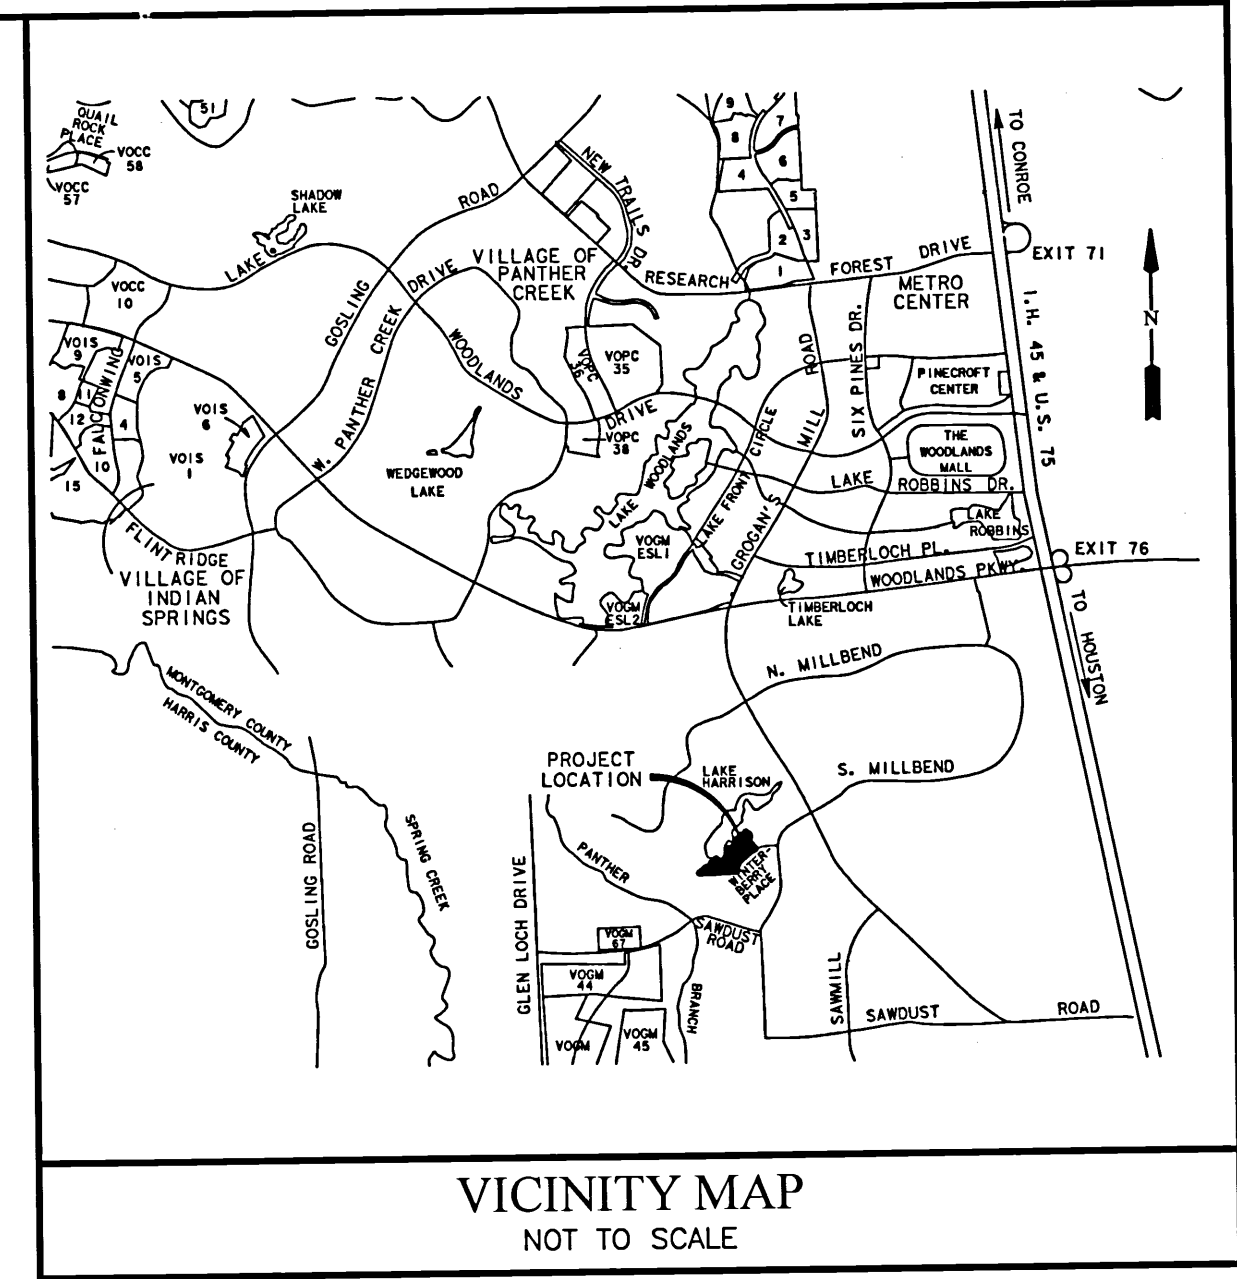 51
QUAIL
ROCK
PLACE
VOCC
58
VOCC
57
SHADOW
LAKE
LAKE
ROAD
GOSLING
NEW TRAILS DR.
9
8
7
6
4
5
2
3
1
TO CONROE
VILLAGE OF
PANTHER
CREEK
RESEARCH
FOREST
DRIVE
EXIT 71
METRO
CENTER
N
VOCC
10
VOIS
9
VOIS
5
8
11
12
4
10
15
FALCONWING
VOIS
6
VOIS
1
W. PANTHER
CREEK
DRIVE
WOODLANDS
DRIVE
VOPC
36
VOPC
35
VOPC
38
WEDGEWOOD
LAKE
LAKE
WOODLANDS
LAKE FRONT
CIRCLE
GROGAN'S
MILL
ROAD
SIX PINES DR.
PINECROFT
CENTER
THE
WOODLANDS
MALL
I.H. 45 & U.S. 75
LAKE
ROBBINS DR.
LAKE
ROBBINS
TIMBERLOCH PL.
WOODLANDS PKWY.
EXIT 76
VOGM
ESL1
VOGM
ESL2
TIMBERLOCH
LAKE
TO
HOUSTON
FLINTRIDGE
VILLAGE OF
INDIAN
SPRINGS
MONTGOMERY COUNTY
HARRIS COUNTY
N. MILLBEND
S. MILLBEND
PROJECT
LOCATION
LAKE
HARRISON
WINTER-
BERRY
PLACE
GOSLING ROAD
SPRING CREEK
GLEN LOCH DRIVE
PANTHER
BRANCH
SAWDUST
ROAD
VOGM
67
VOGM
44
VOGM
VOGM
45
SAWMILL
SAWDUST
ROAD
VICINITY MAP
NOT TO SCALE